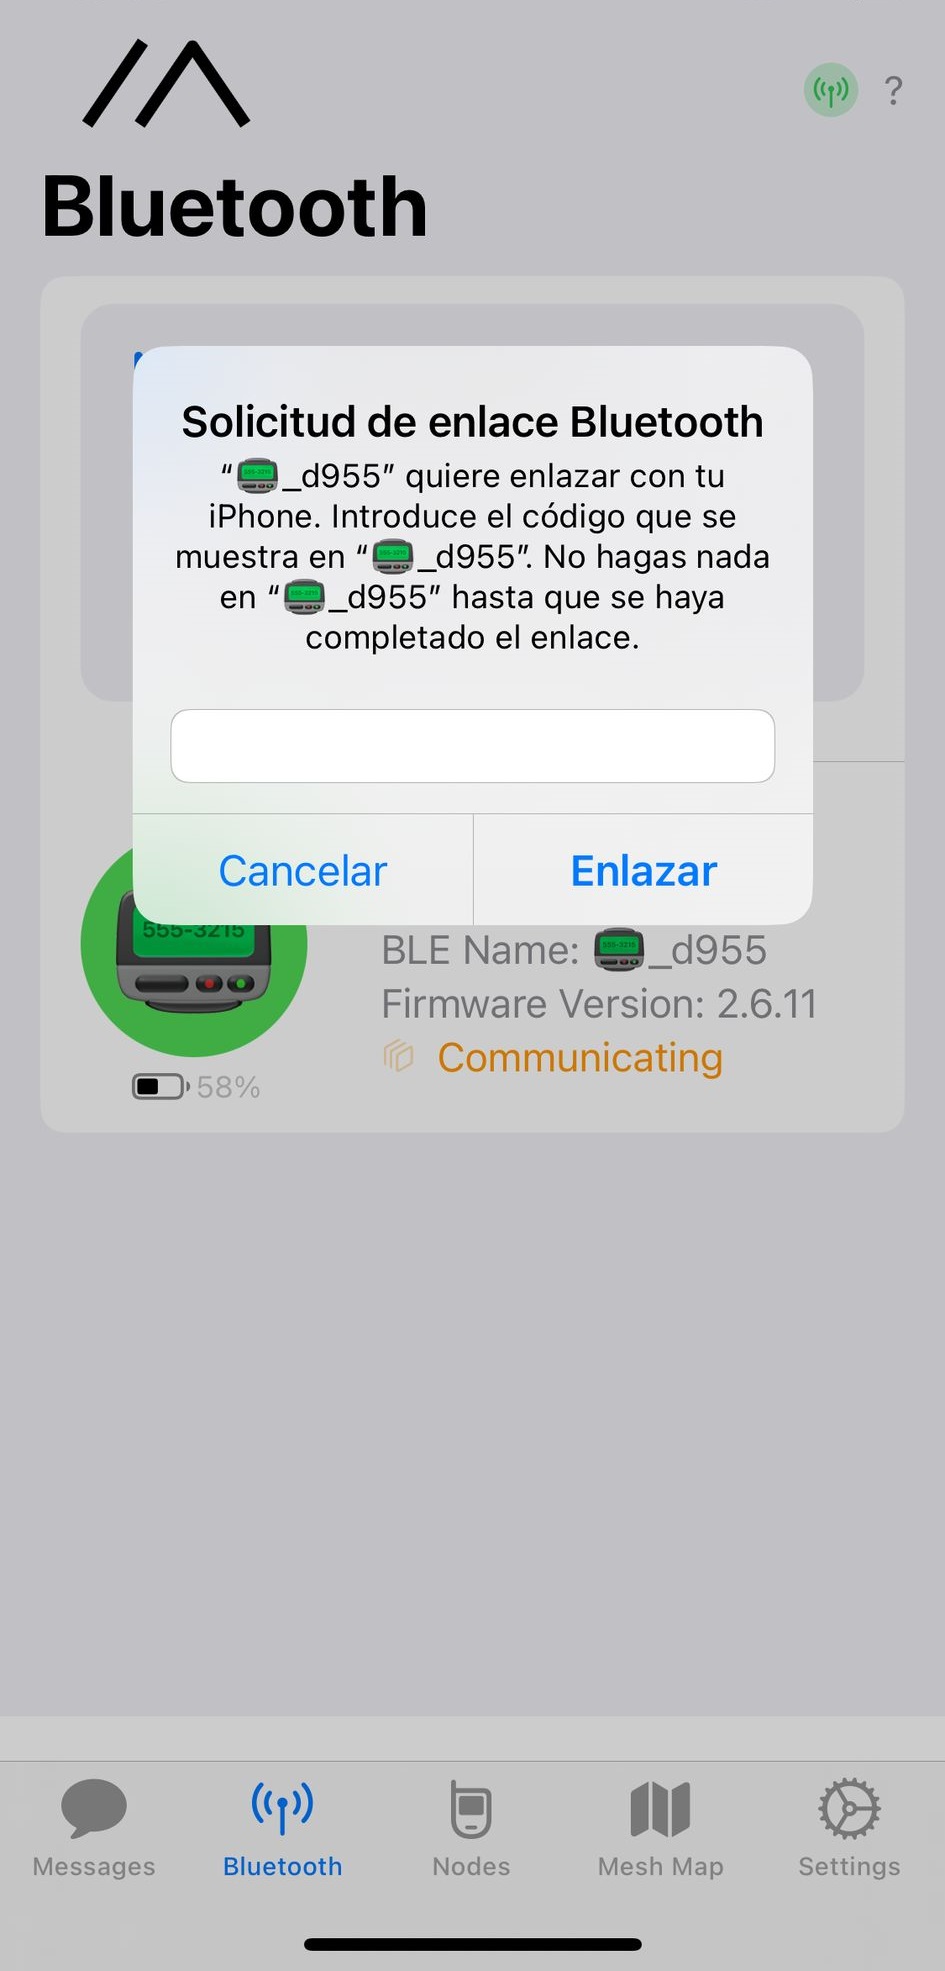 ?
Bluetooth
Solicitud de enlace Bluetooth
“📟_d955” quiere enlazar con tu
iPhone. Introduce el código que se
muestra en “📟_d955”. No hagas nada
en “📟_d955” hasta que se haya
completado el enlace.
Cancelar Enlazar
555-3215
BLE Name: 📟_d955
Firmware Version: 2.6.11
Communicating
58%
Messages Bluetooth Nodes Mesh Map Settings